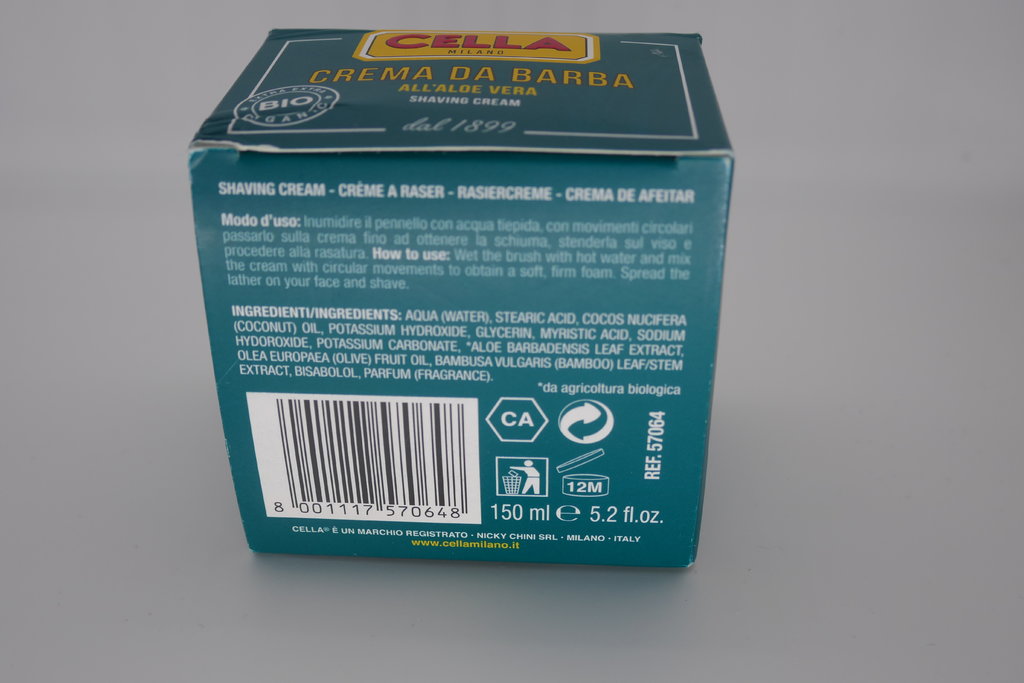 CELLA
MILANO
CREMA DA BARBA
ALL'ALOE VERA
SHAVING CREAM
BIO
dal 1899
SHAVING CREAM - CRÈME A RASER - RASIERCREME - CREMA DE AFEITAR
Modo d'uso: Inumidire il pennello con acqua tiepida, con movimenti circolari
passarlo sulla crema fino ad ottenere la schiuma, stenderla sul viso e
procedere alla rasatura. How to use: Wet the brush with hot water and mix
the cream with circular movements to obtain a soft, firm foam. Spread the
lather on your face and shave.
INGREDIENTI/INGREDIENTS: AQUA (WATER), STEARIC ACID, COCOS NUCIFERA
(COCONUT) OIL, POTASSIUM HYDROXIDE, GLYCERIN, MYRISTIC ACID, SODIUM
HYDOROXIDE, POTASSIUM CARBONATE, *ALOE BARBADENSIS LEAF EXTRACT,
OLEA EUROPAEA (OLIVE) FRUIT OIL, BAMBUSA VULGARIS (BAMBOO) LEAF/STEM
EXTRACT, BISABOLOL, PARFUM (FRAGRANCE).
*da agricoltura biologica
CA
REF. 57064
12M
8 001117 570648
150 ml ℮ 5.2 fl.oz.
CELLA® È UN MARCHIO REGISTRATO · NICKY CHINI SRL · MILANO · ITALY
www.cellamilano.it